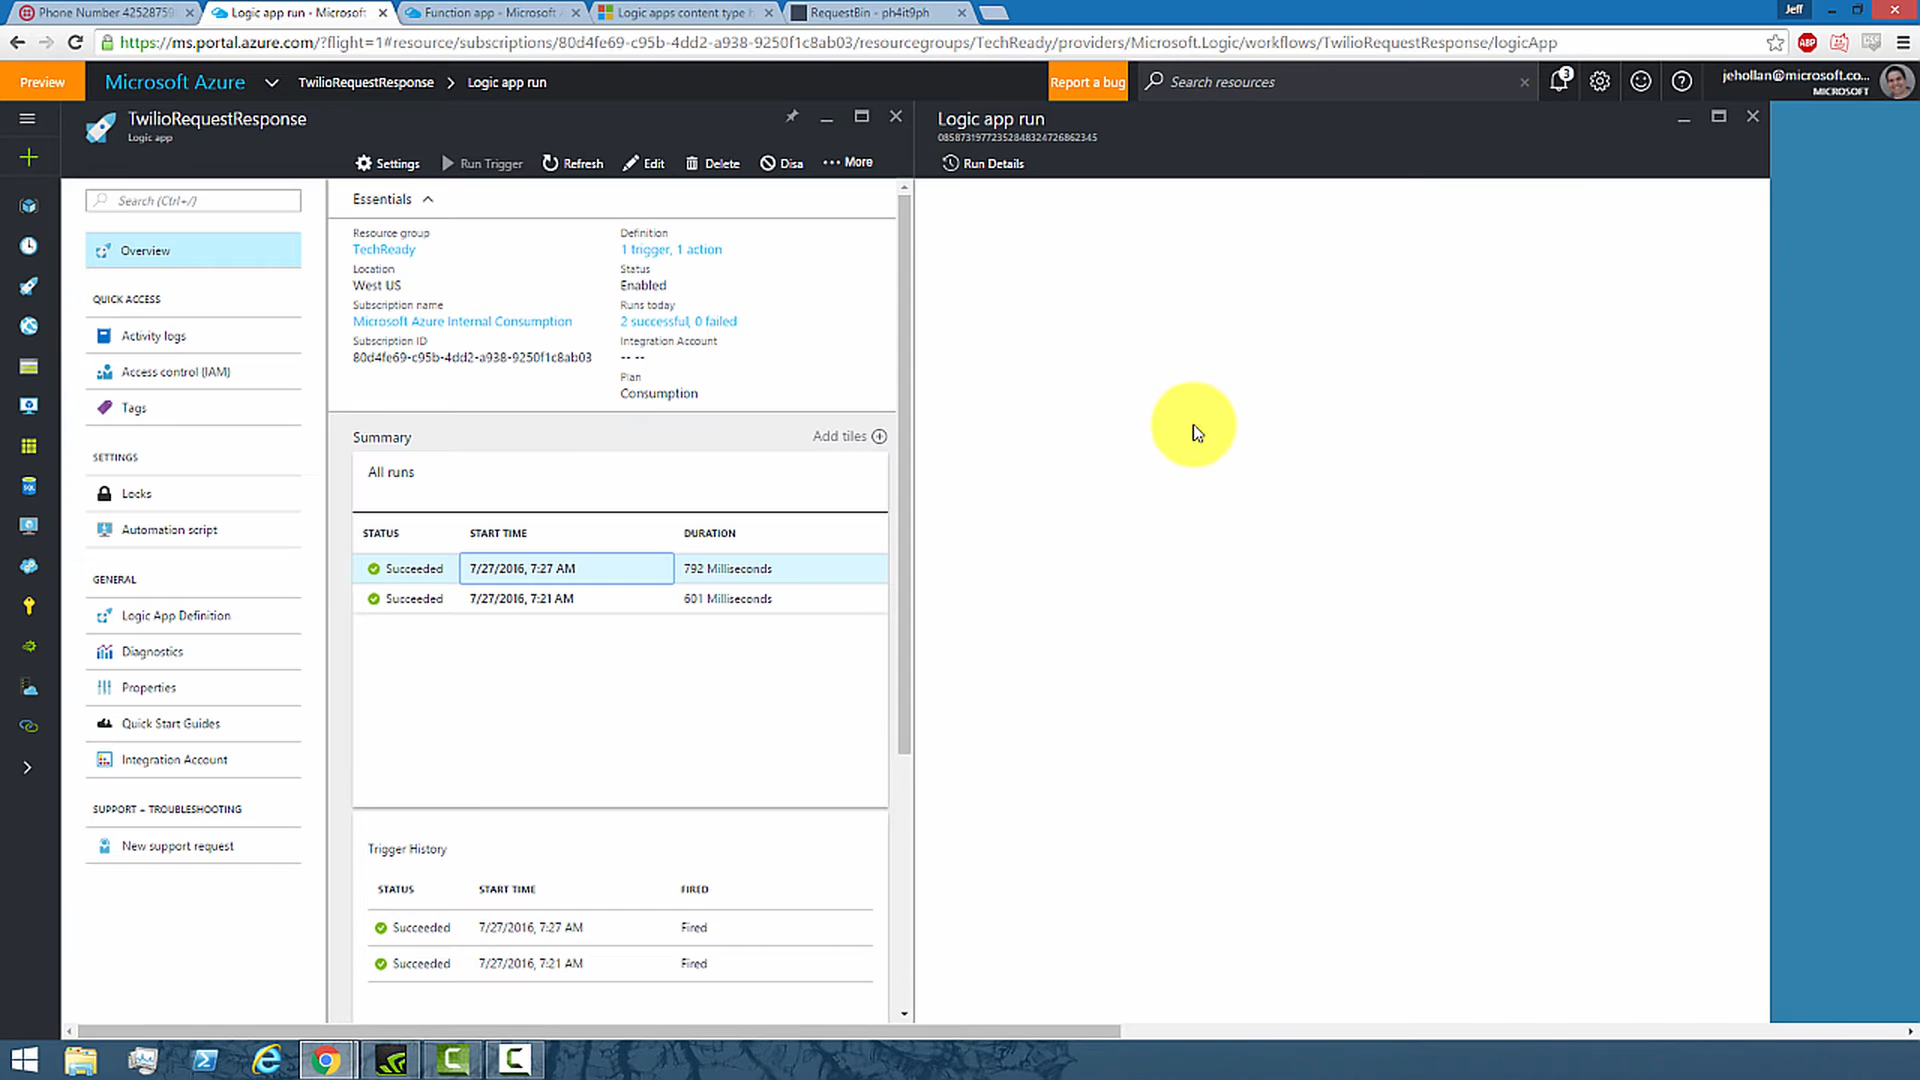 Phone Number 42528759
Logic app run - Microsoft
Function app - Microsoft
Logic apps content type h
RequestBin - ph4it9ph
Jeff
https://ms.portal.azure.com/?flight=1#resource/subscriptions/80d4fe69-c95b-4dd2-a938-9250f1c8ab03/resourcegroups/TechReady/providers/Microsoft.Logic/workflows/TwilioRequestResponse/logicApp
ABP
Preview
Microsoft Azure
TwilioRequestResponse > Logic app run
Report a bug
Search resources
3
jehollan@microsoft.co...
MICROSOFT
TwilioRequestResponse
Logic app
Settings
Run Trigger
Refresh
Edit
Delete
Disa
More
Logic app run
Run Details
Search (Ctrl+/)
Overview
QUICK ACCESS
Activity logs
Access control (IAM)
Tags
SETTINGS
Locks
Automation script
GENERAL
Logic App Definition
Diagnostics
Properties
Quick Start Guides
Integration Account
SUPPORT + TROUBLESHOOTING
New support request
Essentials
Resource group
TechReady
Location
West US
Subscription name
Microsoft Azure Internal Consumption
Subscription ID
80d4fe69-c95b-4dd2-a938-9250f1c8ab03
Definition
1 trigger, 1 action
Status
Enabled
Runs today
2 successful, 0 failed
Integration Account
-- --
Plan
Consumption
Summary
Add tiles
All runs
STATUS START TIME DURATION
Succeeded 7/27/2016, 7:27 AM 792 Milliseconds
Succeeded 7/27/2016, 7:21 AM 601 Milliseconds
Trigger History
STATUS START TIME FIRED
Succeeded 7/27/2016, 7:27 AM Fired
Succeeded 7/27/2016, 7:21 AM Fired
SQL